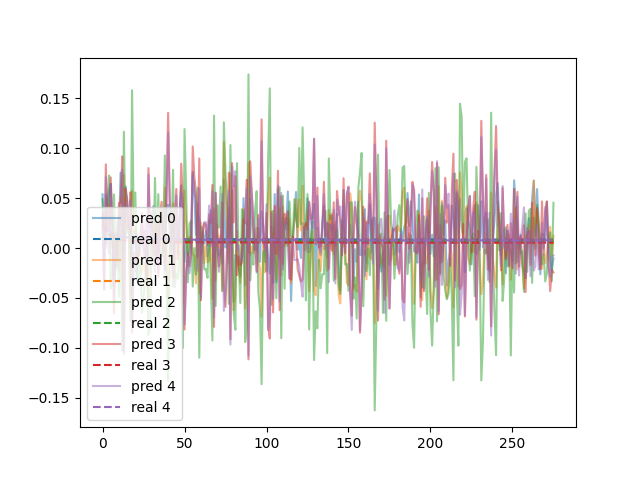 0.15
0.10
0.05
0.00
−0.05
−0.10
−0.15
pred 0
real 0
pred 1
real 1
pred 2
real 2
pred 3
real 3
pred 4
real 4
0 50 100 150 200 250